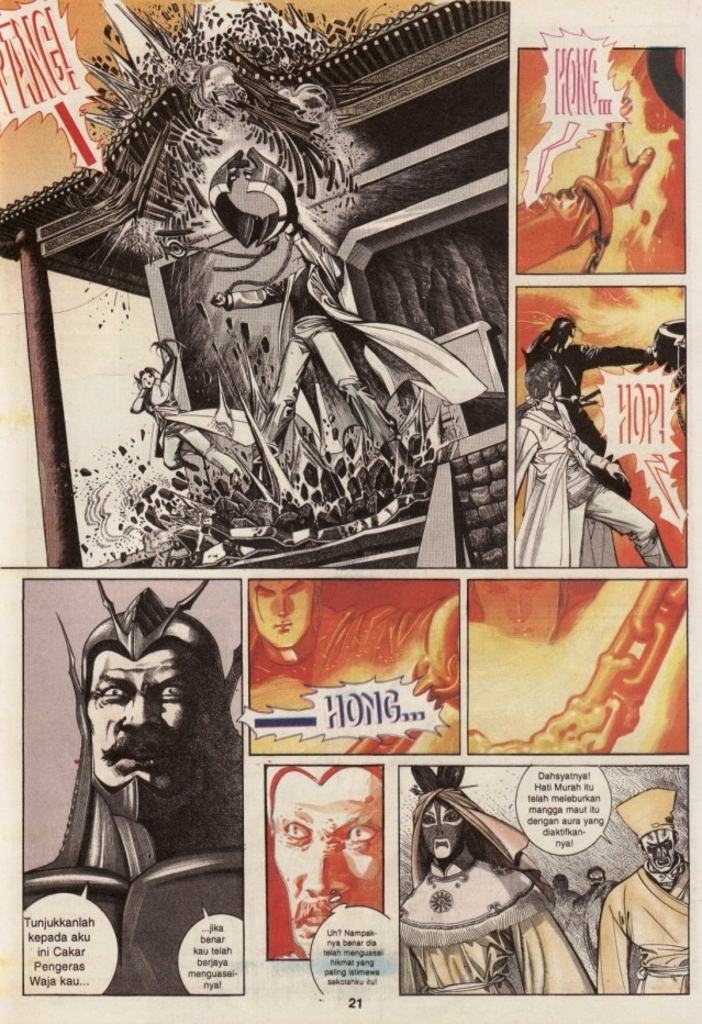 PANG!
HONG...
HOP!
HONG...
Tunjukkanlah
kepada aku
ini Cakar
Pengeras
Waja kau...
...jika
benar
kau telah
berjaya
menguasai-
nya!
Uh? Nampak-
nya benar dia
telah menguasai
hikmat yang
paling istimewa
sekolahku itu!
Dahsyatnya!
Hati Murah itu
telah meleburkan
mangga maut itu
dengan aura yang
diaktifkan-
nya!
21